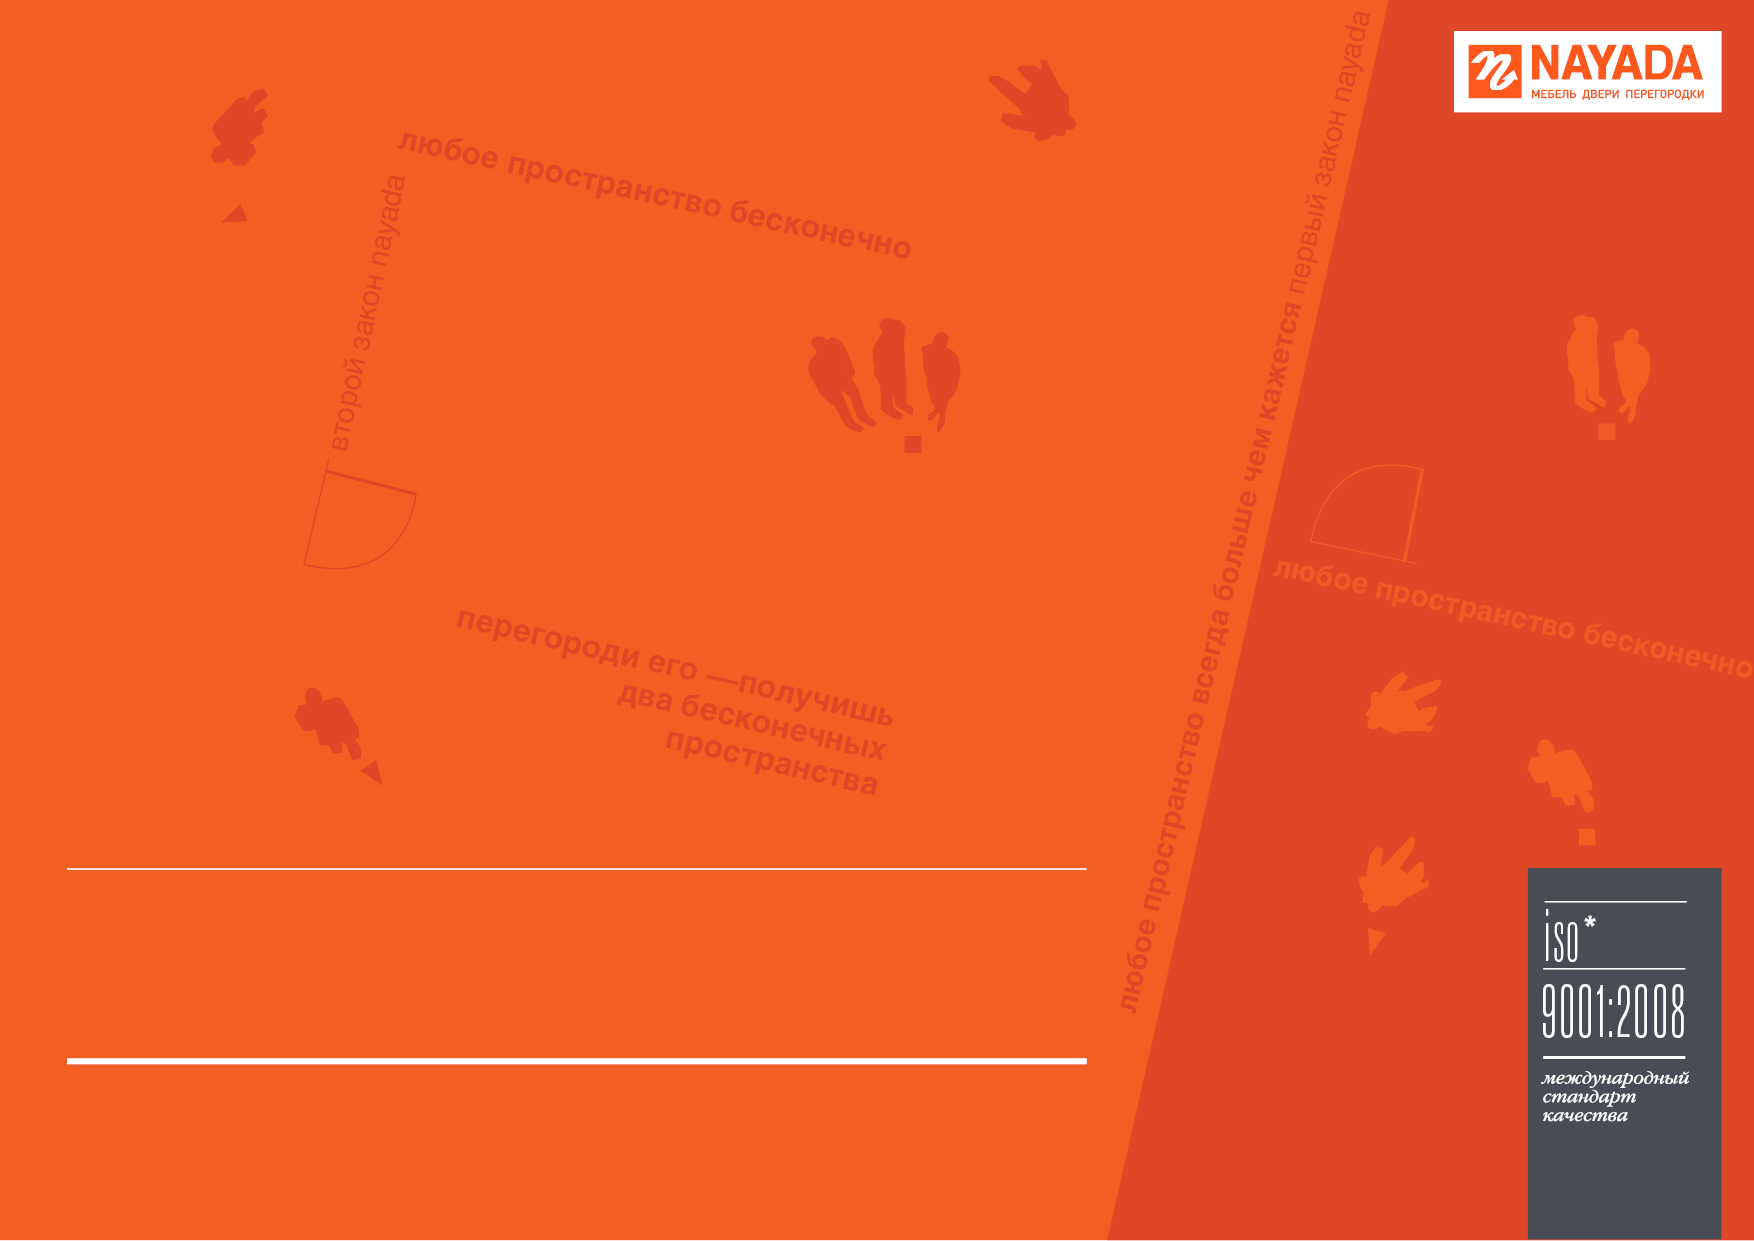 NAYADA
МЕБЕЛЬ ДВЕРИ ПЕРЕГОРОДКИ
любое пространство бесконечно
второй закон nayada
перегороди его —получишь
два бесконечных
пространства
любое пространство всегда больше чем кажется первый закон nayada
любое пространство бесконечно
iso*
9001:2008
международный
стандарт
качества